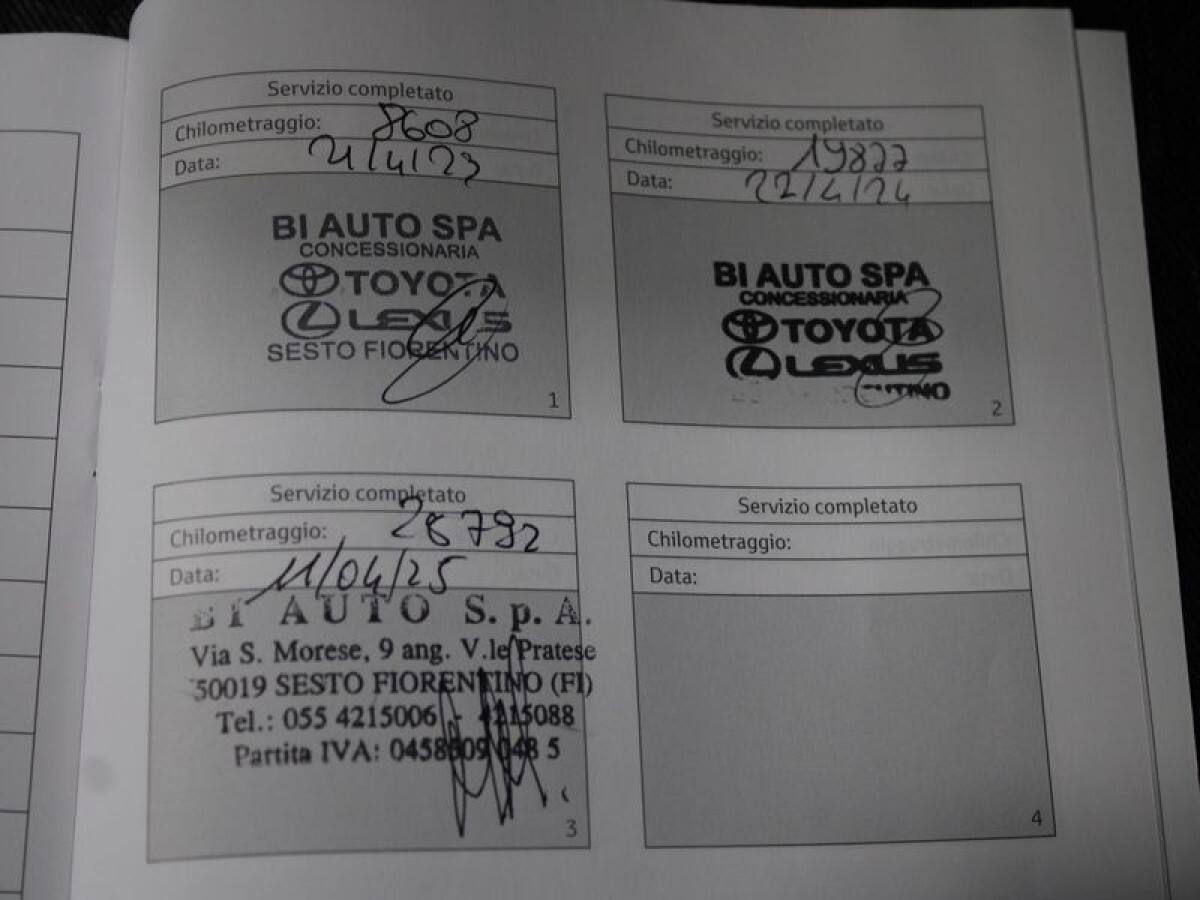 Servizio completato
Chilometraggio: 8608
Data: 21/4/23
BI AUTO SPA
CONCESSIONARIA
TOYOTA
LEXUS
SESTO FIORENTINO
1
Servizio completato
Chilometraggio: 19877
Data: 22/4/24
BI AUTO SPA
CONCESSIONARIA
TOYOTA
LEXUS
2
Servizio completato
Chilometraggio: 28792
Data: 11/04/25
BI AUTO S.p.A.
Via S. Morese, 9 ang. V.le Pratese
50019 SESTO FIORENTINO (FI)
Tel.: 055 4215006 - 4215088
Partita IVA:
3
Servizio completato
Chilometraggio:
Data:
4